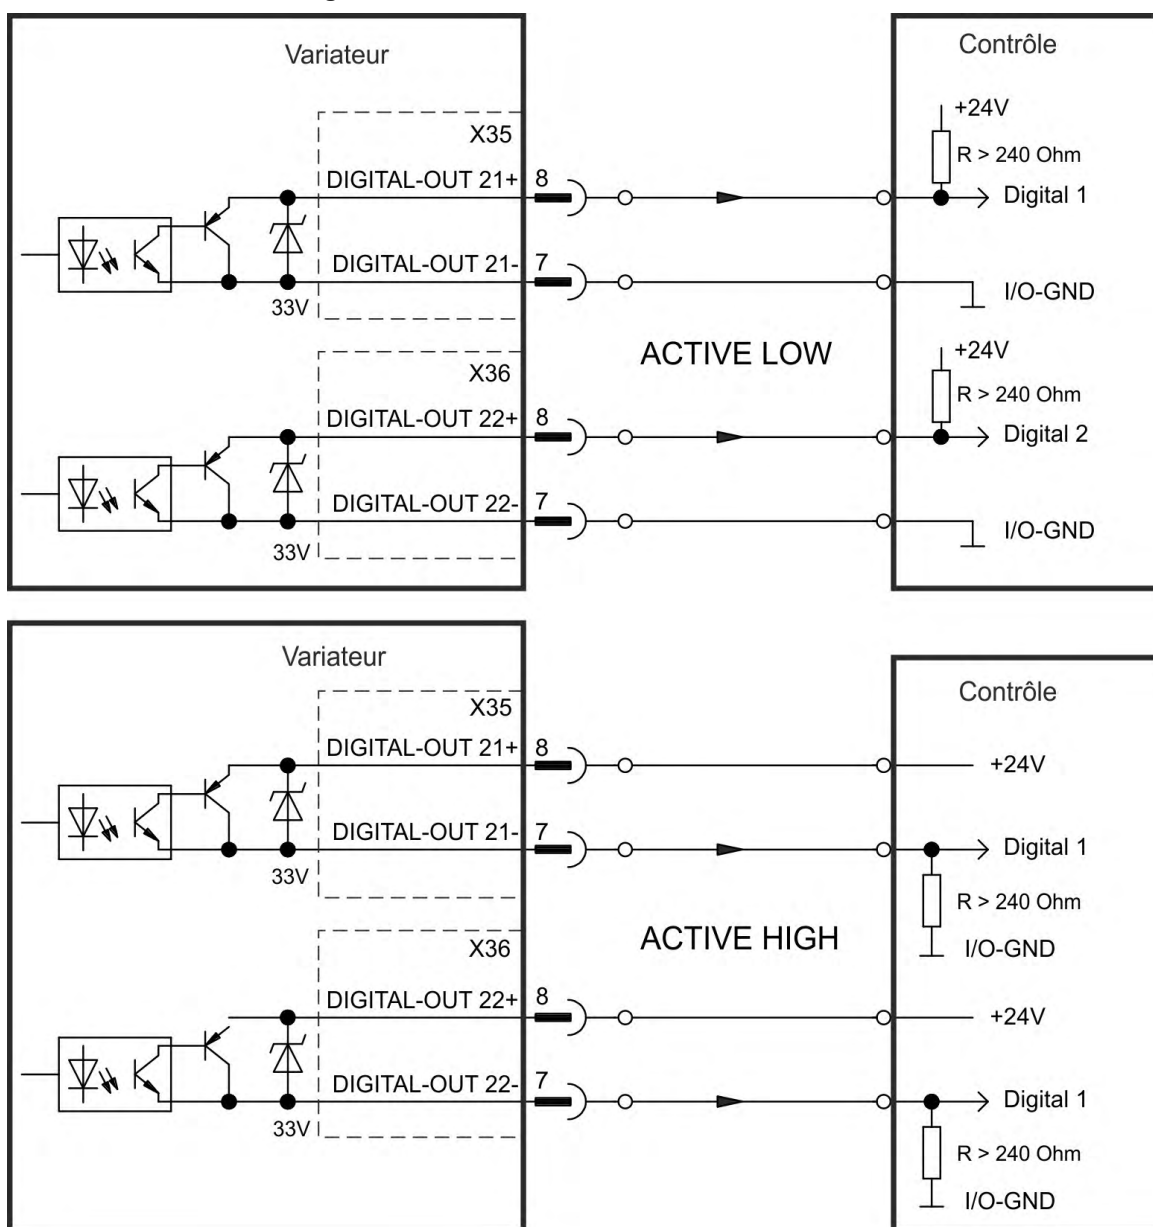 Variateur
Contrôle
+24V
X35
R > 240 Ohm
DIGITAL-OUT 21+ 8
Digital 1
DIGITAL-OUT 21- 7
33V
I/O-GND
ACTIVE LOW
+24V
X36
R > 240 Ohm
DIGITAL-OUT 22+ 8
Digital 2
DIGITAL-OUT 22- 7
33V
I/O-GND
Variateur
Contrôle
X35
DIGITAL-OUT 21+ 8
+24V
DIGITAL-OUT 21- 7
Digital 1
33V
R > 240 Ohm
ACTIVE HIGH
X36
I/O-GND
DIGITAL-OUT 22+ 8
+24V
DIGITAL-OUT 22- 7
Digital 1
33V
R > 240 Ohm
I/O-GND